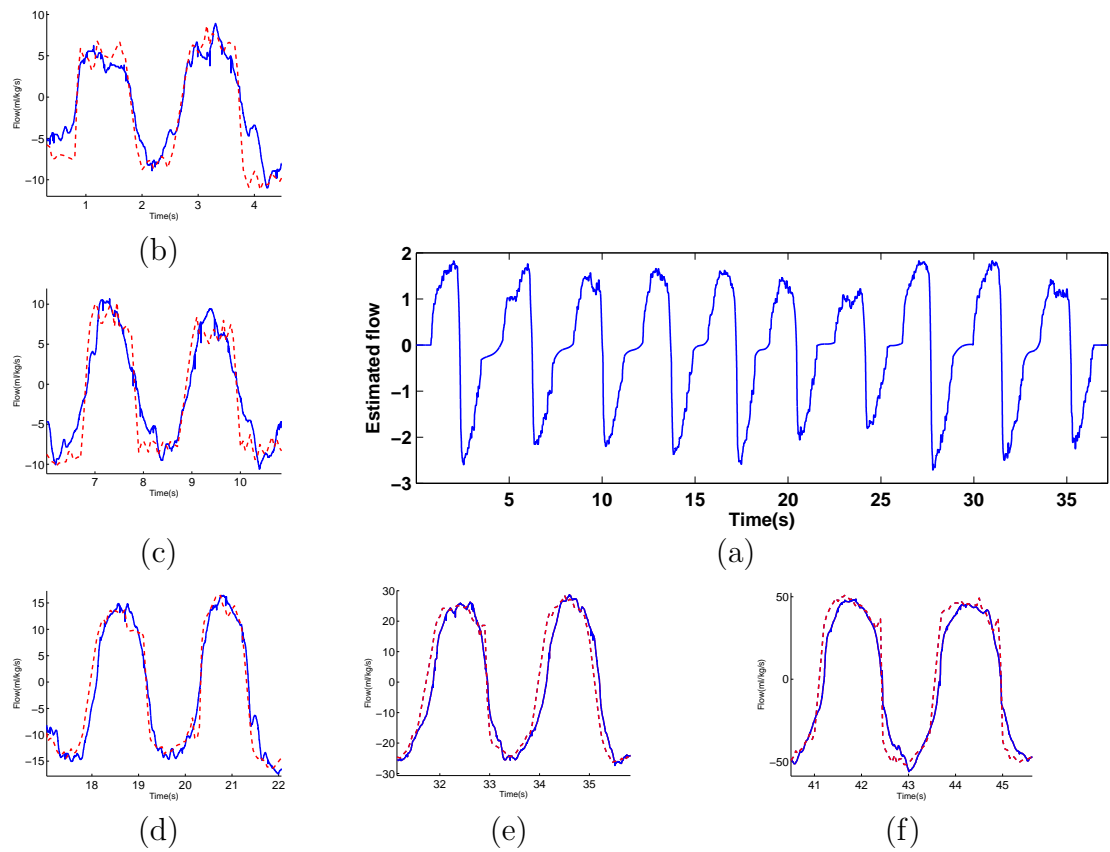 10
5
0
−5
−10
Flow(ml/kg/s)
1 2 3 4
Time(s)
(b)
10
5
0
−5
−10
Flow(ml/kg/s)
7 8 9 10
Time(s)
(c)
2
1
0
−1
−2
−3
Estimated flow
5 10 15 20 25 30 35
Time(s)
(a)
15
10
5
0
−5
−10
−15
Flow(ml/kg/s)
18 19 20 21 22
Time(s)
(d)
30
20
10
0
−10
−20
−30
Flow(ml/kg/s)
32 33 34 35
Time(s)
(e)
50
0
−50
Flow(ml/kg/s)
41 42 43 44 45
Time(s)
(f)